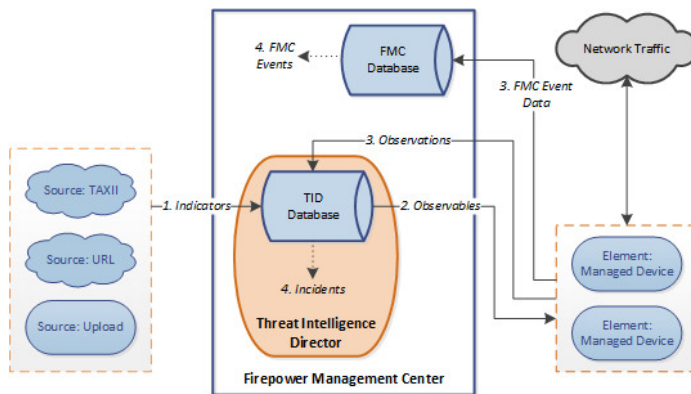 4. FMC
Events
FMC
Database
Network Traffic
3. FMC Event
Data
3. Observations
Source: TAXII
1. Indicators
TID
Database
2. Observables
Source: URL
Element:
Managed Device
4. Incidents
Source: Upload
Threat Intelligence
Director
Element:
Managed Device
Firepower Management Center